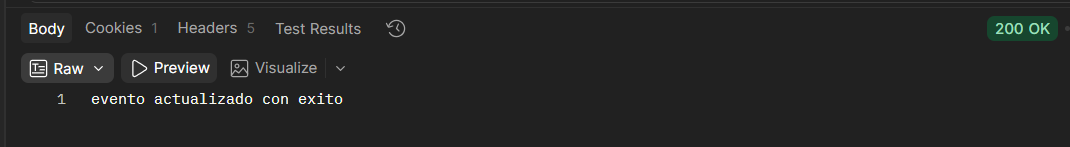 Body Cookies 1 Headers 5 Test Results 200 OK
Raw Preview Visualize
1 evento actualizado con exito